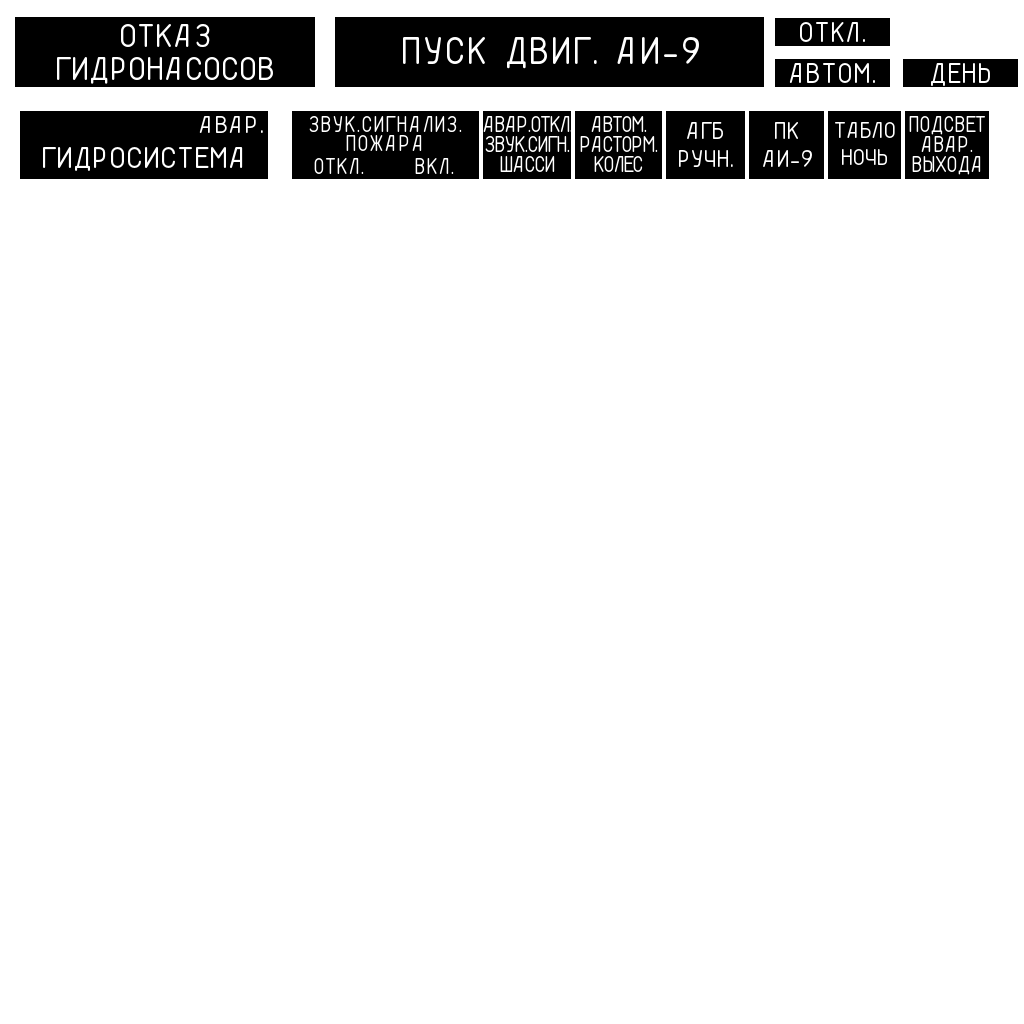 ОТКАЗ
ГИДРОНАСОСОВ
ПУСК ДВИГ. АИ-9
ОТКЛ.
АВТОМ.
ДЕНЬ
АВАР.
ГИДРОСИСТЕМА
ЗВУК.СИГНАЛИЗ.
ПОЖАРА
ОТКЛ. ВКЛ.
АВАР.ОТКЛ
ЗВУК.СИГН.
ШАССИ
АВТОМ.
РАСТОРМ.
КОЛЕС
АГБ
РУЧН.
ПК
АИ-9
ТАБЛО
НОЧЬ
ПОДСВЕТ
АВАР.
ВЫХОДА